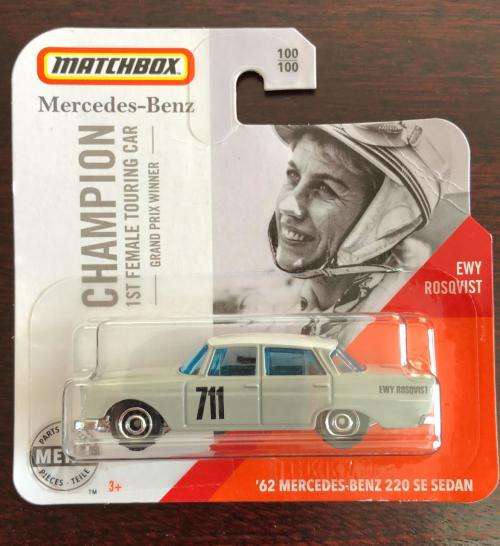 MATCHBOX
100
100
Mercedes-Benz
CHAMPION
1ST FEMALE TOURING CAR
GRAND PRIX WINNER
EWY
ROSQVIST
711
EWY ROSQVIST
PARTS
PIÈCES - TEILE
TM
3+
'62 MERCEDES-BENZ 220 SE SEDAN